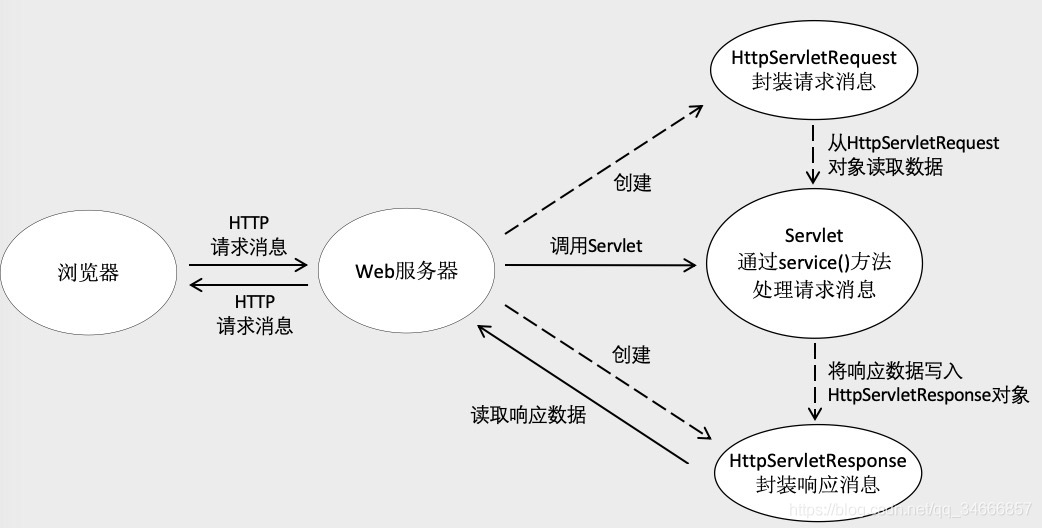 HttpServletRequest
封装请求消息
从HttpServletRequest
对象读取数据
创建
HTTP
请求消息
调用Servlet
Servlet
通过service()方法
处理请求消息
浏览器
Web服务器
HTTP
请求消息
创建
将响应数据写入
HttpServletResponse对象
读取响应数据
HttpServletResponse
封装响应消息
https://blog.csdn.net/qq_34666857